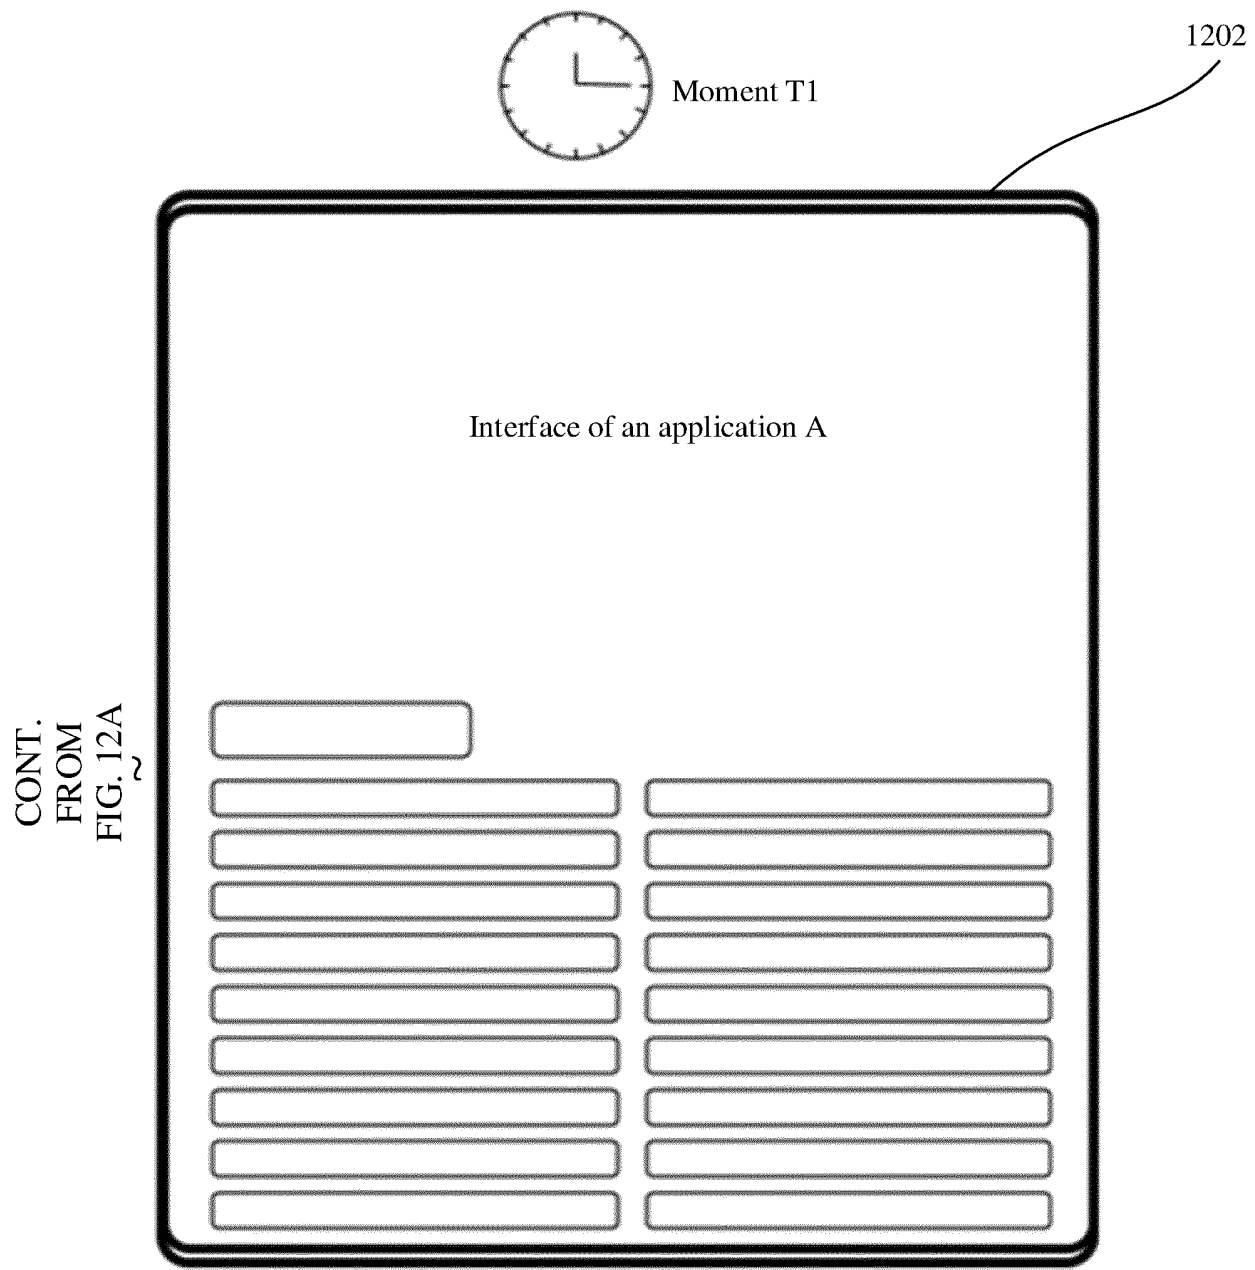 1202
Moment T1
Interface of an application A
CONT.
FROM
FIG. 12A
~